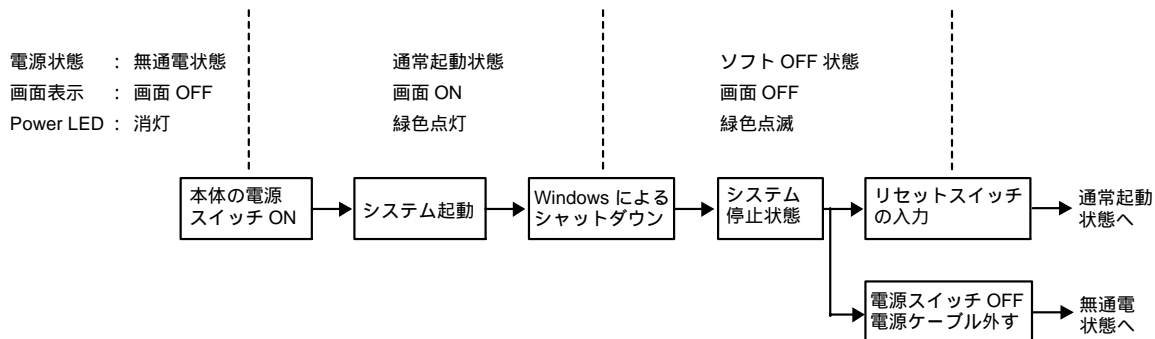 電源状態 : 無通電状態 通常起動状態 ソフト OFF 状態
画面表示 : 画面 OFF 画面 ON 画面 OFF
Power LED : 消灯 緑色点灯 緑色点滅
本体の電源
スイッチ ON
システム起動
Windows による
シャットダウン
システム
停止状態
リセットスイッチ
の入力
通常起動
状態へ
電源スイッチ OFF
電源ケーブル外す
無通電
状態へ